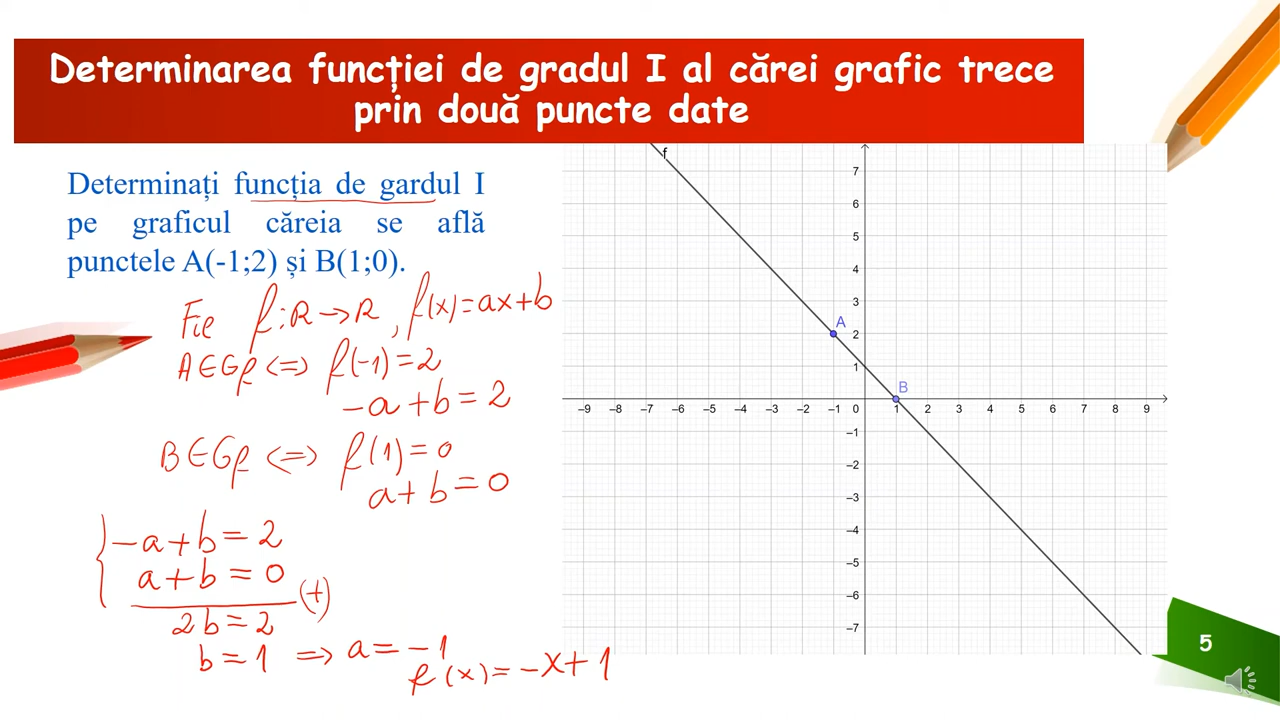 Determinarea funcției de gradul I al cărei grafic trece
prin două puncte date
Determinați funcția de gardul I
pe graficul căreia se află
punctele A(-1;2) și B(1;0).
Fie f:R→R, f(x)=ax+b
A∈Gf <=> f(-1)=2
-a+b=2
B∈Gf <=> f(1)=0
a+b=0
{-a+b=2
a+b=0 (+)
2b=2
b=1 => a=-1
f(x)=-x+1
f
7
6
5
4
3
A
2
1
B
–9 –8 –7 –6 –5 –4 –3 –2 –1 0 1 2 3 4 5 6 7 8 9
–1
–2
–3
–4
–5
–6
–7
5